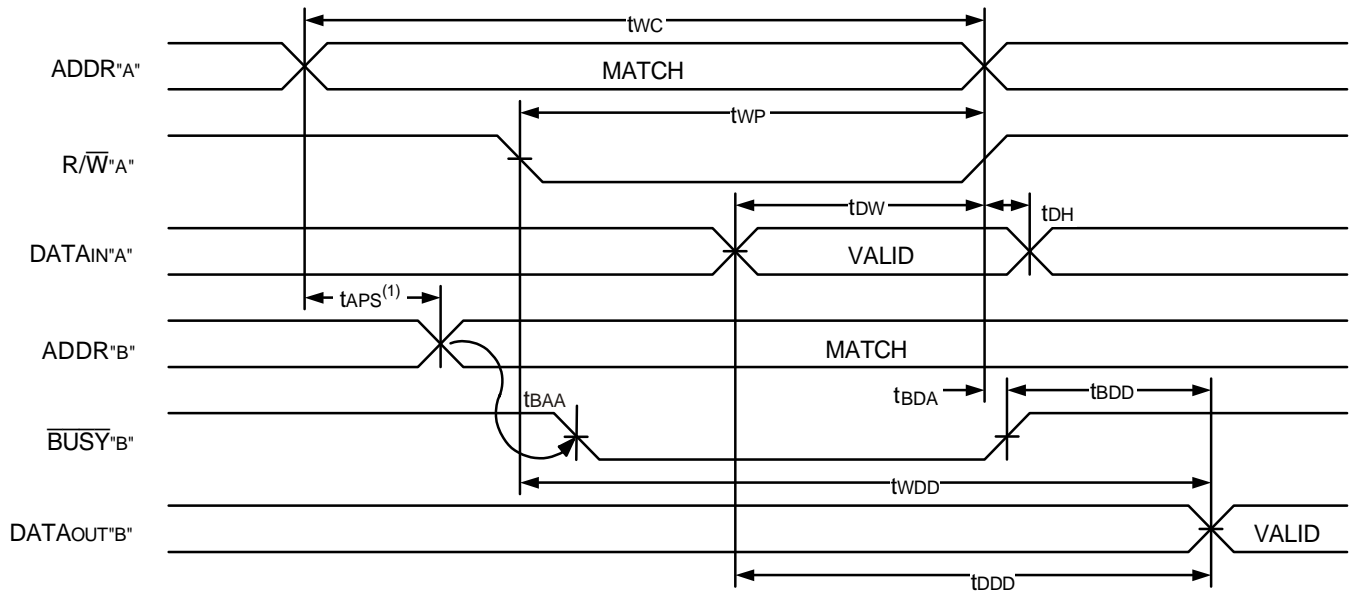 tWC
ADDR"A"
MATCH
tWP
R/W̅"A"
tDW
tDH
DATAIN"A"
VALID
tAPS(1)
ADDR"B"
MATCH
tBAA
tBDA
tBDD
B̅U̅S̅Y̅"B"
tWDD
DATAOUT"B"
VALID
tDDD